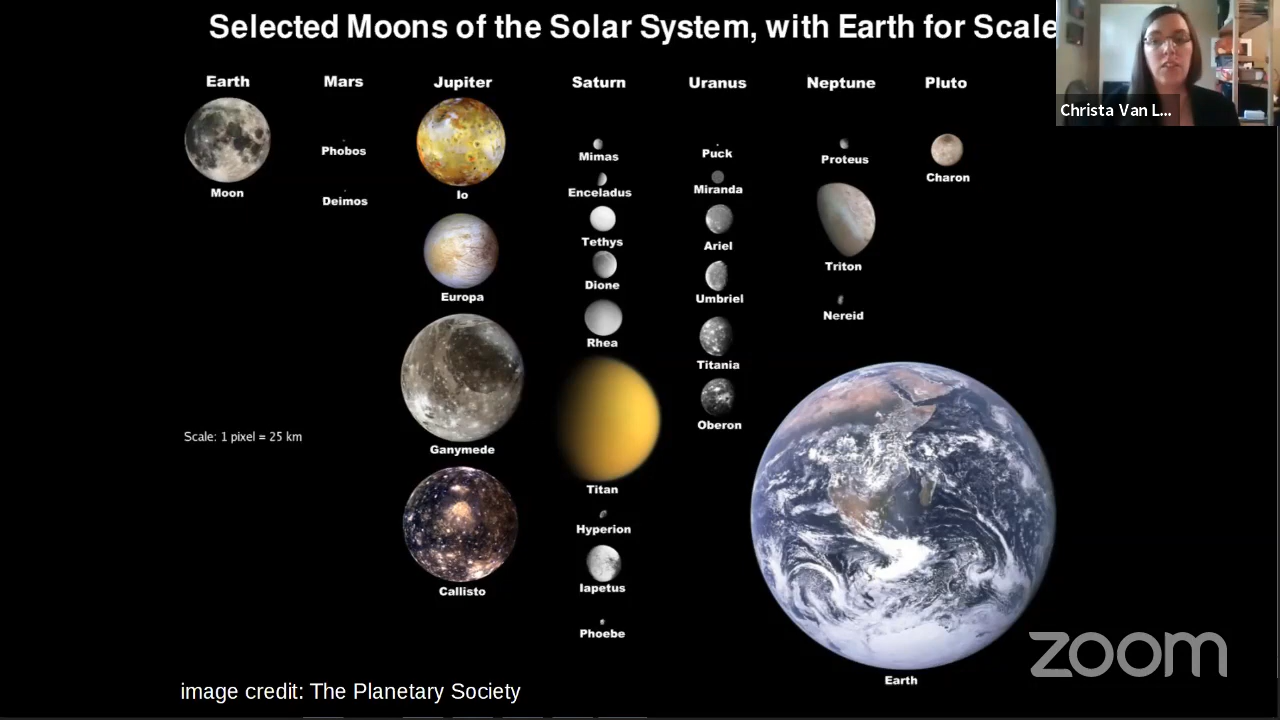 Selected Moons of the Solar System, with Earth for Scale
Christa Van L...
Earth
Mars
Jupiter
Saturn
Uranus
Neptune
Pluto
Moon
Phobos
Deimos
Io
Europa
Ganymede
Callisto
Mimas
Enceladus
Tethys
Dione
Rhea
Titan
Hyperion
Iapetus
Phoebe
Puck
Miranda
Ariel
Umbriel
Titania
Oberon
Proteus
Triton
Nereid
Charon
Scale: 1 pixel = 25 km
Earth
zoom
image credit: The Planetary Society